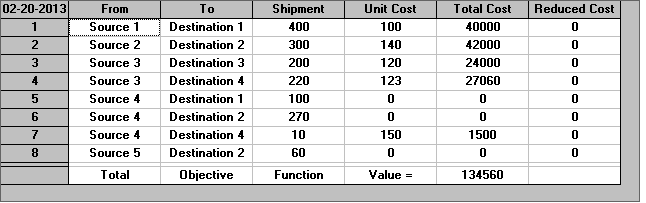 02-20-2013 From To Shipment Unit Cost Total Cost Reduced Cost
1 Source 1 Destination 1 400 100 40000 0
2 Source 2 Destination 2 300 140 42000 0
3 Source 3 Destination 3 200 120 24000 0
4 Source 3 Destination 4 220 123 27060 0
5 Source 4 Destination 1 100 0 0 0
6 Source 4 Destination 2 270 0 0 0
7 Source 4 Destination 4 10 150 1500 0
8 Source 5 Destination 2 60 0 0 0
Total Objective Function Value = 134560